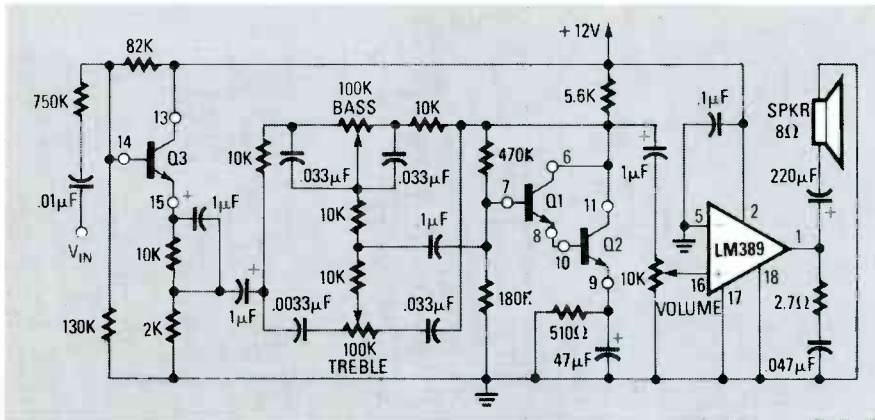 +12V
82K
750K
14
13
Q3
15
+
1µF
.01µF
VIN
10K
130K
2K
+
1µF
100K
BASS
10K
10K
.033µF
.033µF
10K
1µF
10K
.0033µF
.033µF
100K
TREBLE
5.6K
470K
6
7
Q1
11
8
10
Q2
9
180K
510Ω
47µF
+
+
1µF
10K
VOLUME
.1µF
5
-
2
LM389
1
+
16
17
18
SPKR
8Ω
220µF
+
2.7Ω
.047µF